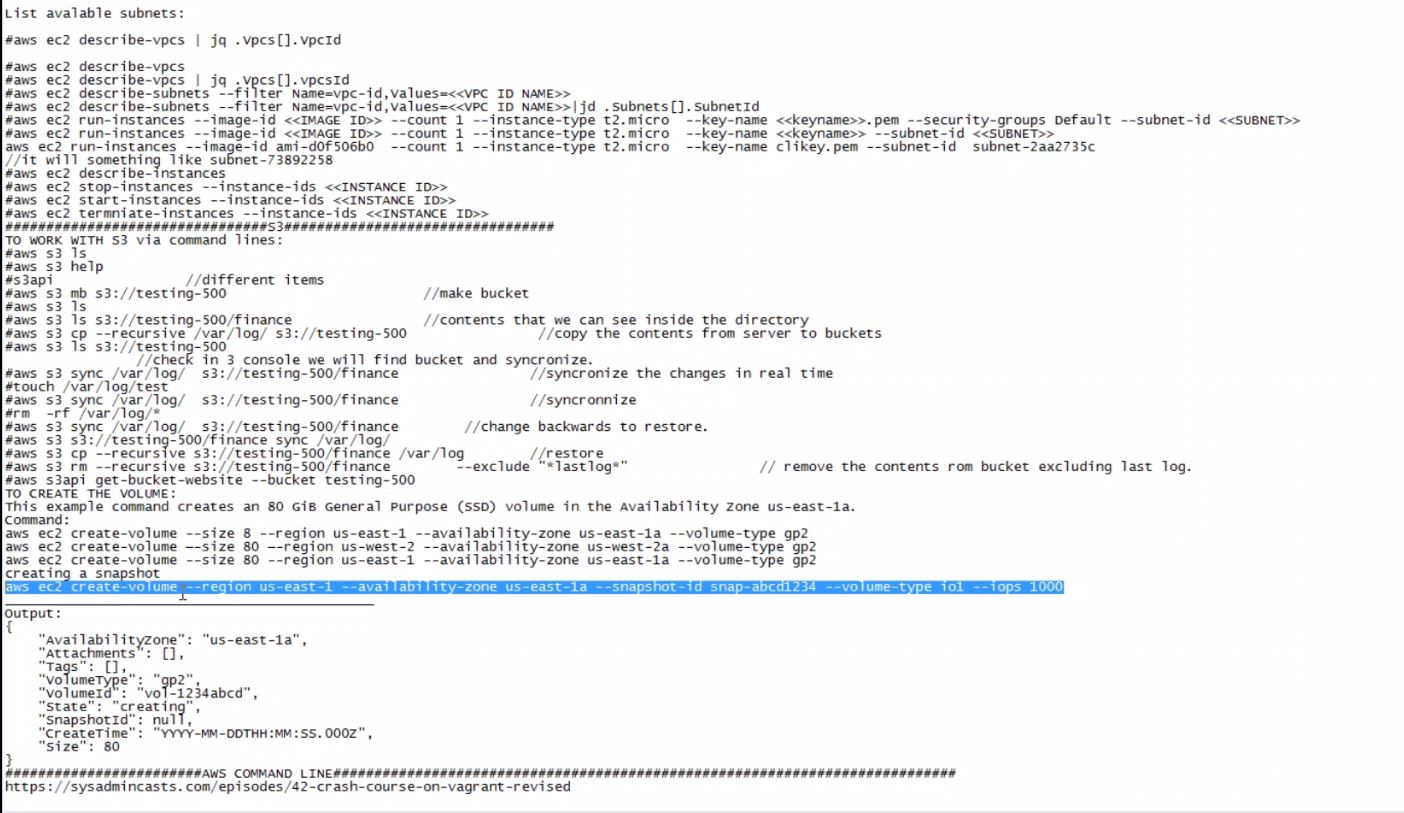 List avalable subnets:
#aws ec2 describe-vpcs | jq .Vpcs[].VpcId
#aws ec2 describe-vpcs
#aws ec2 describe-vpcs | jq .Vpcs[].vpcsId
#aws ec2 describe-subnets --filter Name=vpc-id,Values=<<VPC ID NAME>>
#aws ec2 describe-subnets --filter Name=vpc-id,Values=<<VPC ID NAME>>|jd .Subnets[].SubnetId
#aws ec2 run-instances --image-id <<IMAGE ID>> --count 1 --instance-type t2.micro  --key-name <<keyname>>.pem --security-groups Default --subnet-id <<SUBNET>>
#aws ec2 run-instances --image-id <<IMAGE ID>> --count 1 --instance-type t2.micro  --key-name <<keyname>> --subnet-id <<SUBNET>>
aws ec2 run-instances --image-id ami-d0f506b0  --count 1 --instance-type t2.micro  --key-name clikey.pem --subnet-id  subnet-2aa2735c
//it will something like subnet-73892258
#aws ec2 describe-instances
#aws ec2 stop-instances --instance-ids <<INSTANCE ID>>
#aws ec2 start-instances --instance-ids <<INSTANCE ID>>
#aws ec2 termniate-instances --instance-ids <<INSTANCE ID>>
################################S3#################################
TO WORK WITH S3 via command lines:
#aws s3 ls
#aws s3 help
#s3api                //different items
#aws s3 mb s3://testing-500                        //make bucket
#aws s3 ls
#aws s3 ls s3://testing-500/finance                //contents that we can see inside the directory
#aws s3 cp --recursive /var/log/ s3://testing-500                //copy the contents from server to buckets
#aws s3 ls s3://testing-500
//check in 3 console we will find bucket and syncronize.
#aws s3 sync /var/log/  s3://testing-500/finance                //syncronize the changes in real time
#touch /var/log/test
#aws s3 sync /var/log/  s3://testing-500/finance                //syncronnize
#rm  -rf /var/log/*
#aws s3 sync /var/log/  s3://testing-500/finance        //change backwards to restore.
#aws s3 s3://testing-500/finance sync /var/log/
#aws s3 cp --recursive s3://testing-500/finance /var/log        //restore
#aws s3 rm --recursive s3://testing-500/finance        --exclude "*lastlog*"                // remove the contents rom bucket excluding last log.
#aws s3api get-bucket-website --bucket testing-500
TO CREATE THE VOLUME:
This example command creates an 80 GiB General Purpose (SSD) volume in the Availability Zone us-east-1a.
Command:
aws ec2 create-volume --size 8 --region us-east-1 --availability-zone us-east-1a --volume-type gp2
aws ec2 create-volume --size 80 --region us-west-2 --availability-zone us-west-2a --volume-type gp2
aws ec2 create-volume --size 80 --region us-east-1 --availability-zone us-east-1a --volume-type gp2
creating a snapshot
aws ec2 create-volume --region us-east-1 --availability-zone us-east-1a --snapshot-id snap-abcd1234 --volume-type io1 --iops 1000
_____________________________________________
Output:
{
    "AvailabilityZone": "us-east-1a",
    "Attachments": [],
    "Tags": [],
    "VolumeType": "gp2",
    "VolumeId": "vol-1234abcd",
    "State": "creating",
    "SnapshotId": null,
    "CreateTime": "YYYY-MM-DDTHH:MM:SS.000Z",
    "Size": 80
}
########################AWS COMMAND LINE############################################################################
https://sysadmincasts.com/episodes/42-crash-course-on-vagrant-revised